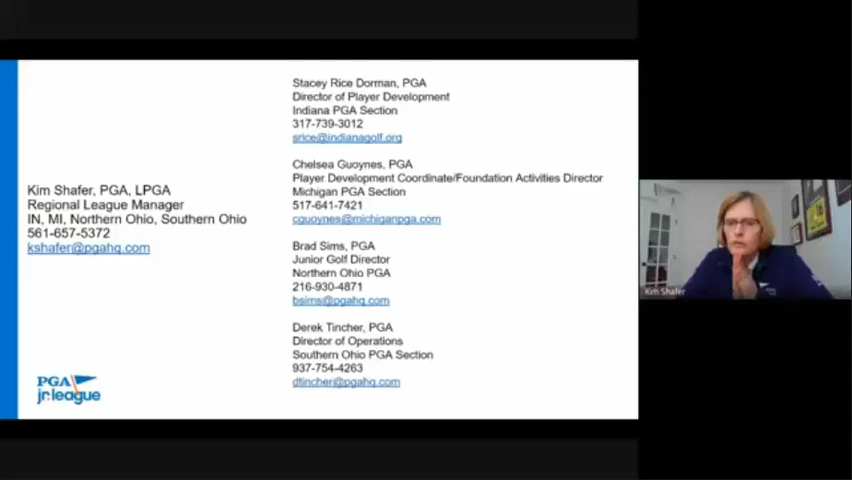 Kim Shafer, PGA, LPGA
Regional League Manager
IN, MI, Northern Ohio, Southern Ohio
561-657-5372
kshafer@pgahq.com
Stacey Rice Dorman, PGA
Director of Player Development
Indiana PGA Section
317-739-3012
srice@indianagolf.org
Chelsea Guoynes, PGA
Player Development Coordinate/Foundation Activities Director
Michigan PGA Section
517-641-7421
cguoynes@michiganpga.com
Brad Sims, PGA
Junior Golf Director
Northern Ohio PGA
216-930-4871
bsims@pgahq.com
Derek Tincher, PGA
Director of Operations
Southern Ohio PGA Section
937-754-4263
dtincher@pgahq.com
PGA
jr.league
Kim Shafer